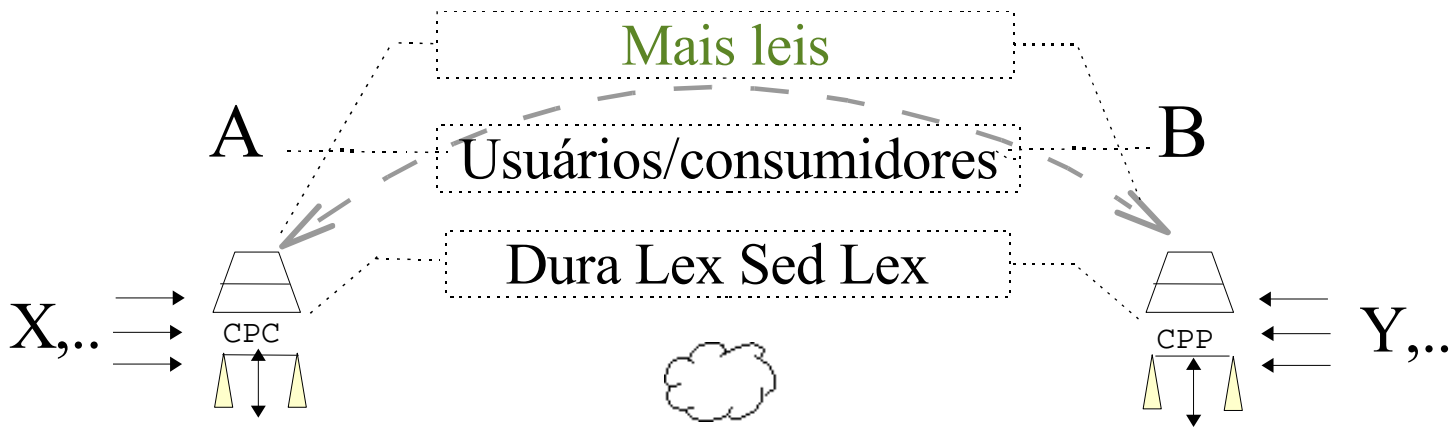 Mais leis
A
B
Usuários/consumidores
Dura Lex Sed Lex
X,..
CPC
CPP
Y,..